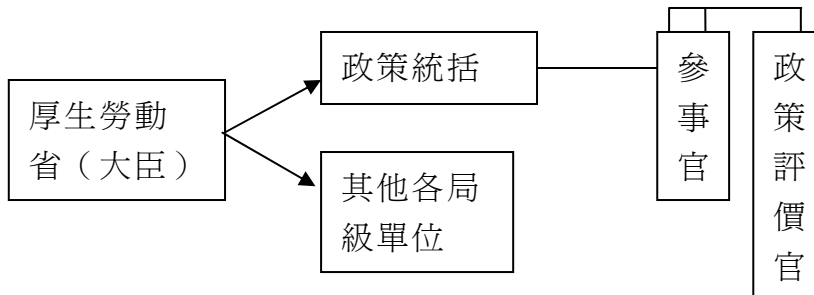 厚生勞動
省（大臣）
政策統括
其他各局
級單位
參事官
政策評價官